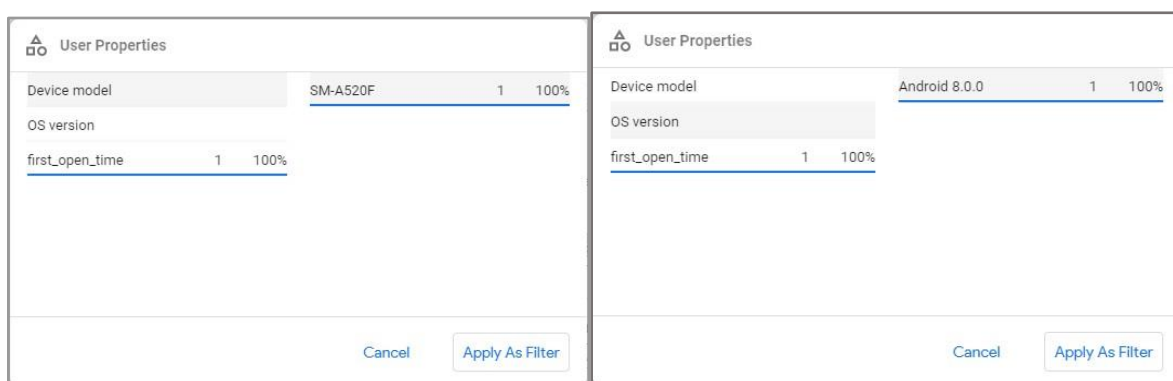 User Properties
Device model
SM-A520F 1 100%
OS version
first_open_time 1 100%
Cancel
Apply As Filter
User Properties
Device model
Android 8.0.0 1 100%
OS version
first_open_time 1 100%
Cancel
Apply As Filter